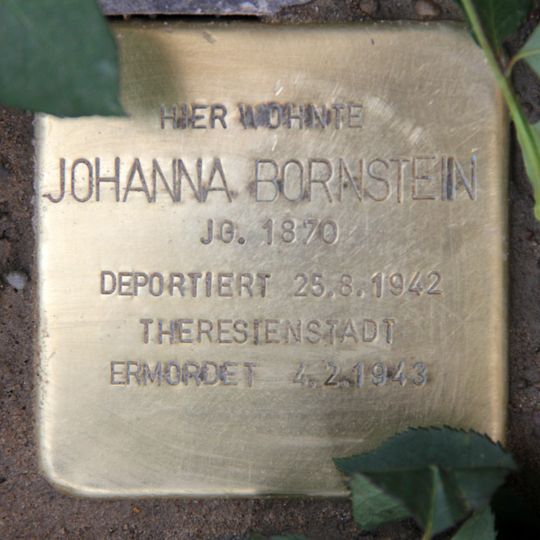 HIER WOHNTE
JOHANNA BORNSTEIN
JG. 1870
DEPORTIERT 25.8.1942
THERESIENSTADT
ERMORDET 4.2.1943